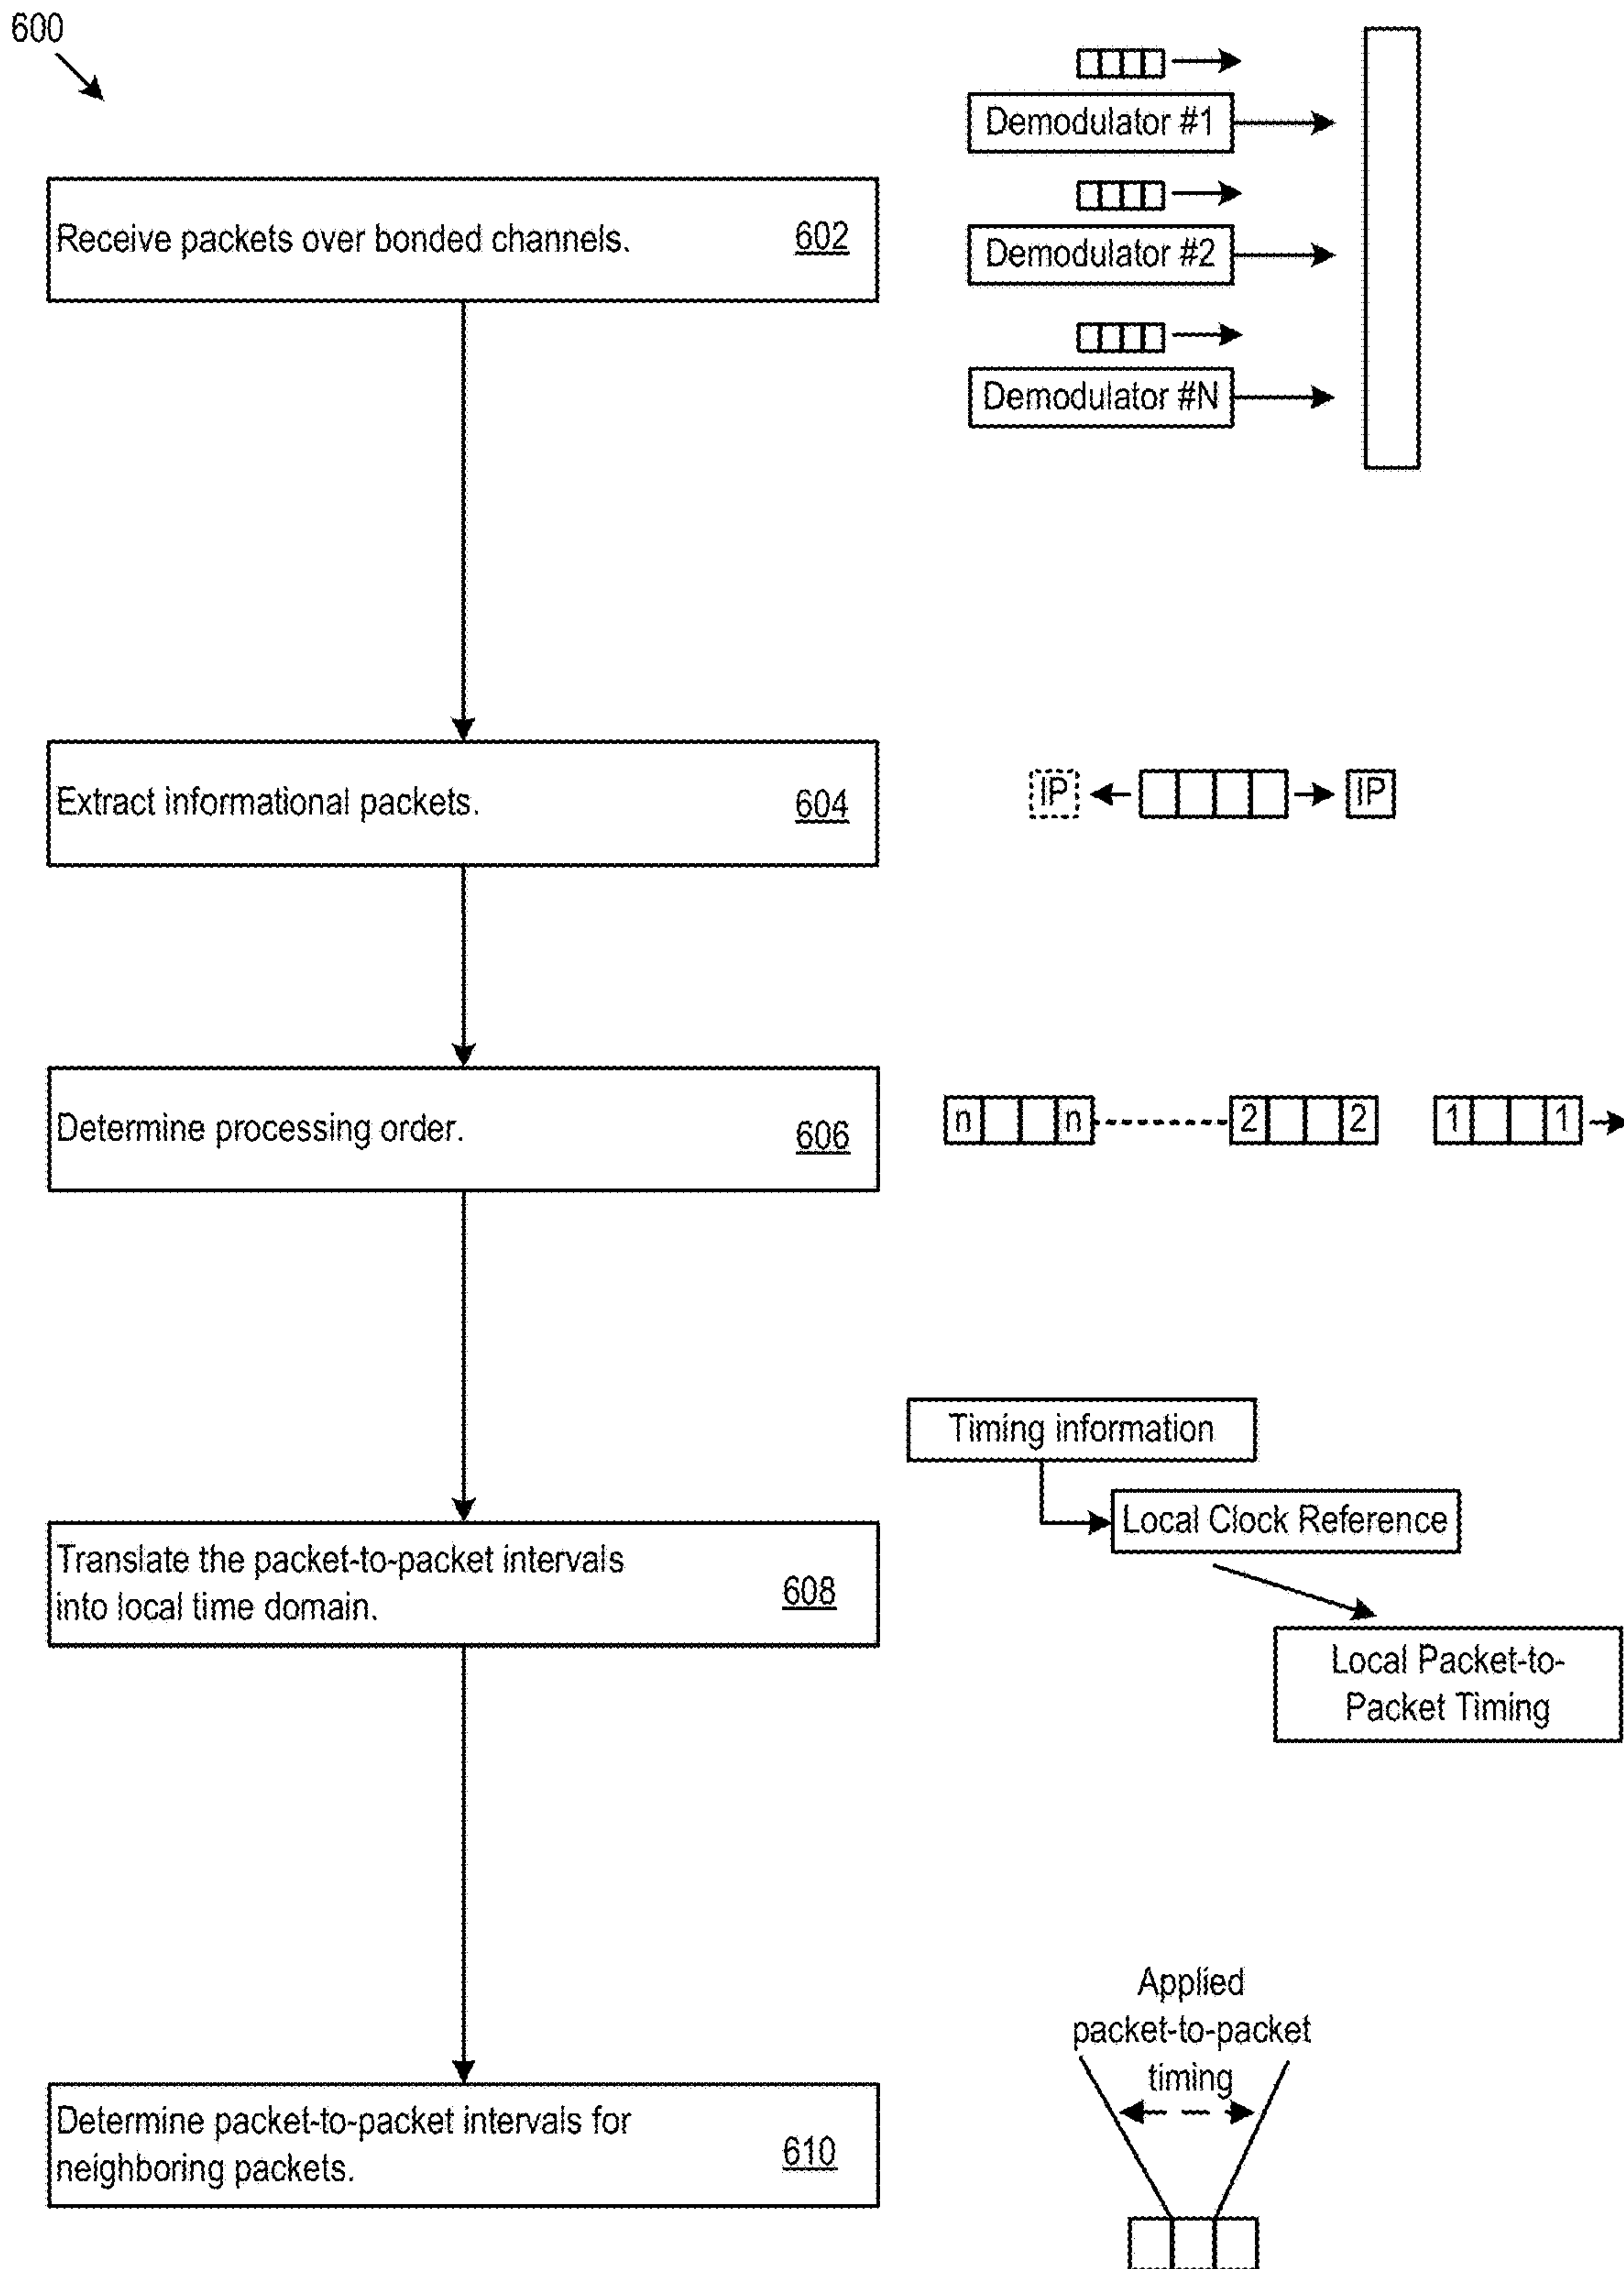 600
Demodulator #1
Receive packets over bonded channels. 602
Demodulator #2
Demodulator #N
Extract informational packets. 604
IP IP
Determine processing order. 606
n n 2 2 1 1
Timing information
Local Clock Reference
Translate the packet-to-packet intervals
into local time domain. 608
Local Packet-to-
Packet Timing
Applied
packet-to-packet
timing
Determine packet-to-packet intervals for
neighboring packets. 610